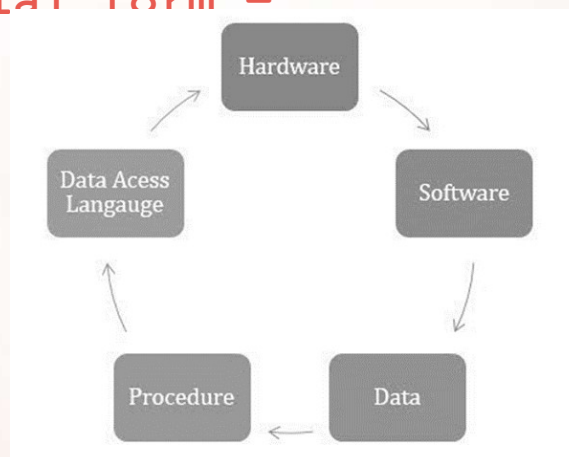 Hardware
Software
Data
Procedure
Data Acess
Langauge